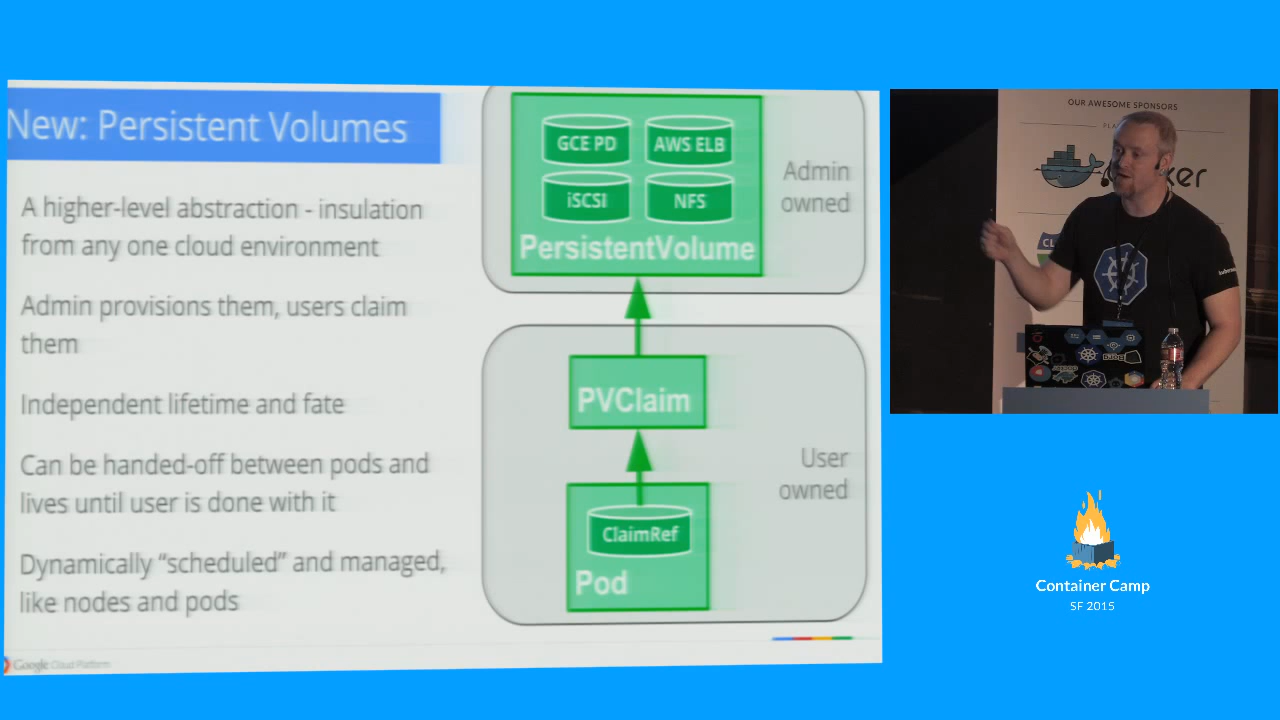 New: Persistent Volumes
A higher-level abstraction - insulation
from any one cloud environment
Admin provisions them, users claim
them
Independent lifetime and fate
Can be handed-off between pods and
lives until user is done with it
Dynamically “scheduled” and managed,
like nodes and pods
Google Cloud Platform
GCE PD
AWS ELB
iSCSI
NFS
PersistentVolume
Admin
owned
PVClaim
User
owned
ClaimRef
Pod
OUR AWESOME SPONSORS
Container Camp
SF 2015